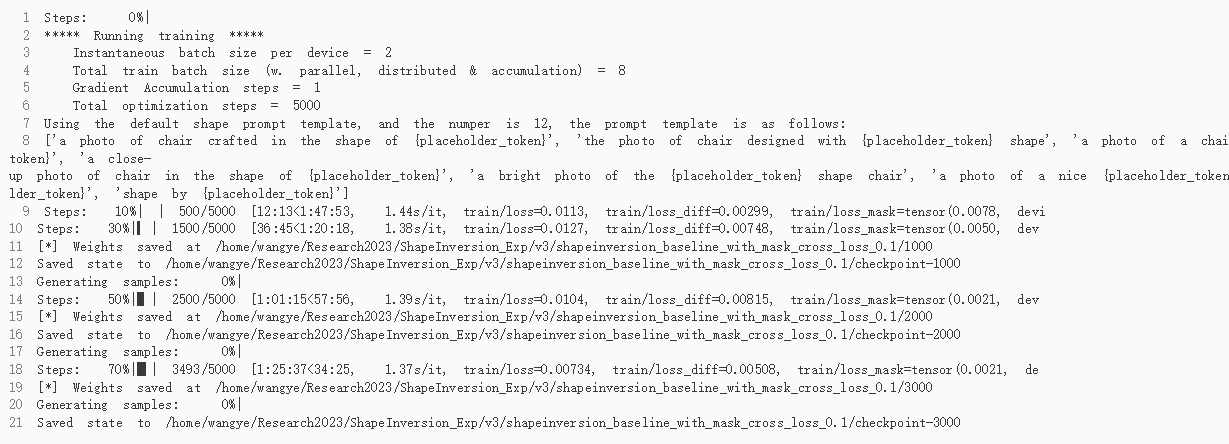 1 Steps: 0%|
2 ***** Running training *****
3 Instantaneous batch size per device = 2
4 Total train batch size (w. parallel, distributed & accumulation) = 8
5 Gradient Accumulation steps = 1
6 Total optimization steps = 5000
7 Using the default shape prompt template, and the numper is 12, the prompt template is as follows:
8 ['a photo of chair crafted in the shape of {placeholder_token}', 'the photo of chair designed with {placeholder_token} shape', 'a photo of a chai
token}', 'a close-
up photo of chair in the shape of {placeholder_token}', 'a bright photo of the {placeholder_token} shape chair', 'a photo of a nice {placeholder_token
lder_token}', 'shape by {placeholder_token}']
9 Steps: 10%| | 500/5000 [12:13<1:47:53, 1.44s/it, train/loss=0.0113, train/loss_diff=0.00299, train/loss_mask=tensor(0.0078, devi
10 Steps: 30%|▌ | 1500/5000 [36:45<1:20:18, 1.38s/it, train/loss=0.0127, train/loss_diff=0.00748, train/loss_mask=tensor(0.0050, dev
11 [*] Weights saved at /home/wangye/Research2023/ShapeInversion_Exp/v3/shapeinversion_baseline_with_mask_cross_loss_0.1/1000
12 Saved state to /home/wangye/Research2023/ShapeInversion_Exp/v3/shapeinversion_baseline_with_mask_cross_loss_0.1/checkpoint-1000
13 Generating samples: 0%|
14 Steps: 50%|█ | 2500/5000 [1:01:15<57:56, 1.39s/it, train/loss=0.0104, train/loss_diff=0.00815, train/loss_mask=tensor(0.0021, dev
15 [*] Weights saved at /home/wangye/Research2023/ShapeInversion_Exp/v3/shapeinversion_baseline_with_mask_cross_loss_0.1/2000
16 Saved state to /home/wangye/Research2023/ShapeInversion_Exp/v3/shapeinversion_baseline_with_mask_cross_loss_0.1/checkpoint-2000
17 Generating samples: 0%|
18 Steps: 70%|█ | 3493/5000 [1:25:37<34:25, 1.37s/it, train/loss=0.00734, train/loss_diff=0.00508, train/loss_mask=tensor(0.0021, de
19 [*] Weights saved at /home/wangye/Research2023/ShapeInversion_Exp/v3/shapeinversion_baseline_with_mask_cross_loss_0.1/3000
20 Generating samples: 0%|
21 Saved state to /home/wangye/Research2023/ShapeInversion_Exp/v3/shapeinversion_baseline_with_mask_cross_loss_0.1/checkpoint-3000